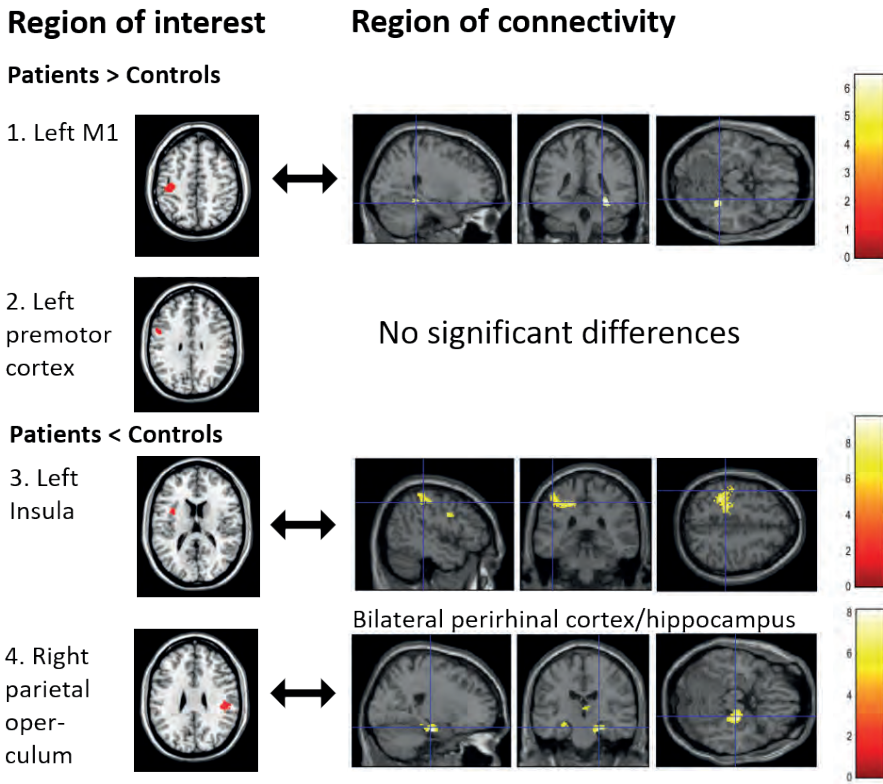 Region of interest
Region of connectivity
Patients > Controls
1. Left M1
6
5
4
3
2
1
0
2. Left
premotor
cortex
No significant differences
Patients < Controls
3. Left
Insula
8
6
4
2
0
Bilateral perirhinal cortex/hippocampus
4. Right
parietal
oper-
culum
8
6
4
2
0